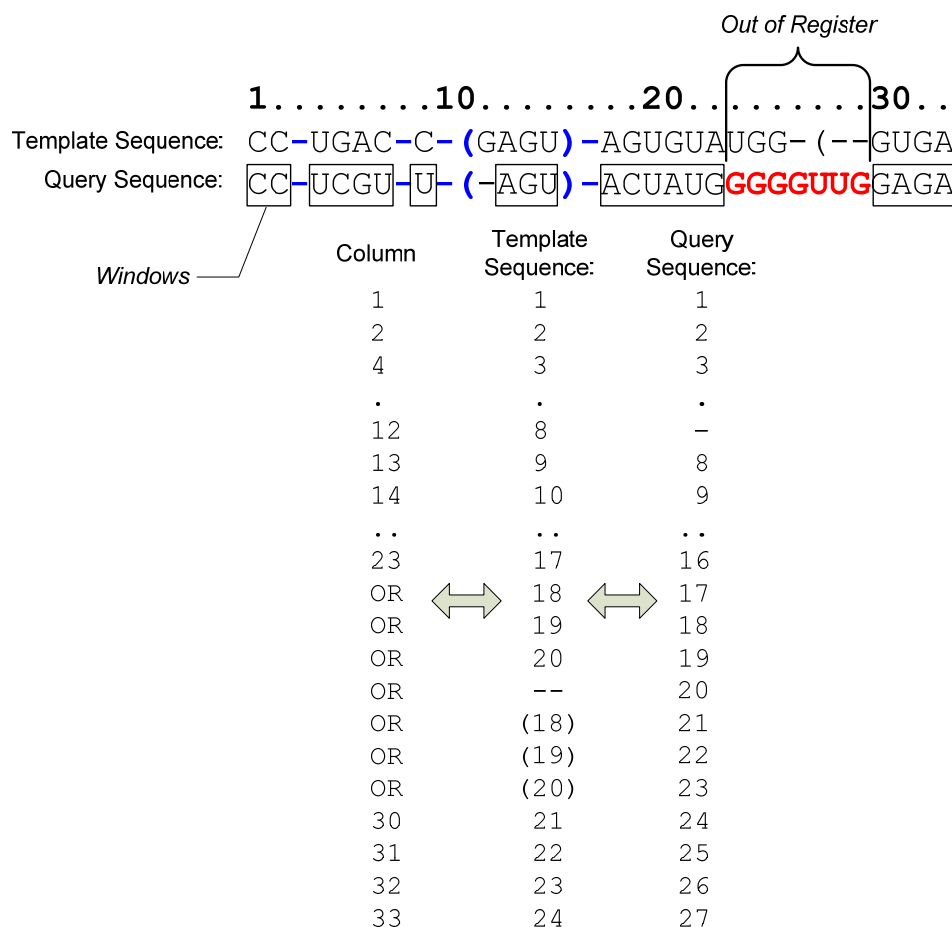 Out of Register
1........10........20.........30..
Template Sequence: CC-UGAC-C-(GAGU)-AGUGUAUGG-(--GUGA
Query Sequence: CC-UCGU-U-(-AGU)-ACUAUGGGGGUUGGAGA
Windows
Column Template Sequence: Query Sequence:
1 1 1
2 2 2
4 3 3
. . .
12 8 -
13 9 8
14 10 9
.. .. ..
23 17 16
OR 18 17
OR 19 18
OR 20 19
OR -- 20
OR (18) 21
OR (19) 22
OR (20) 23
30 21 24
31 22 25
32 23 26
33 24 27